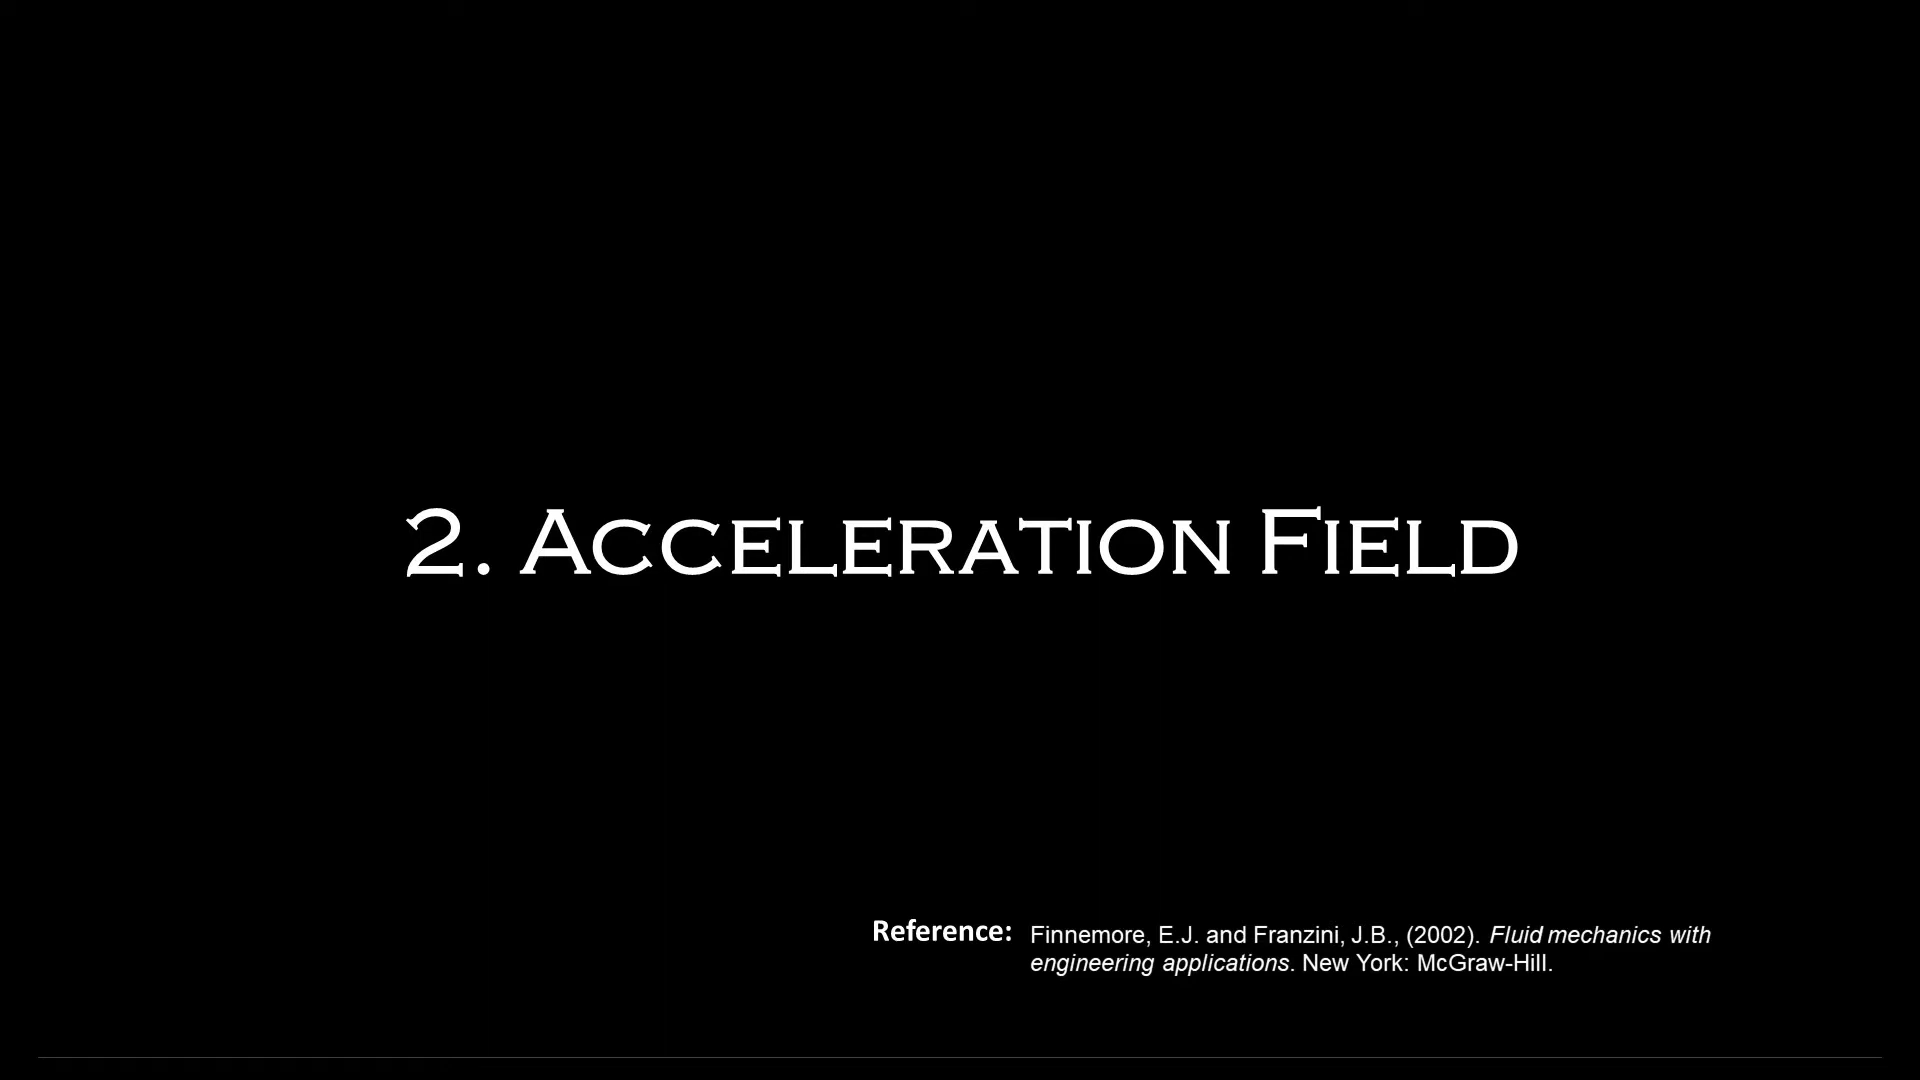 2. Acceleration Field
Reference: Finnemore, E.J. and Franzini, J.B., (2002). Fluid mechanics with
engineering applications. New York: McGraw-Hill.